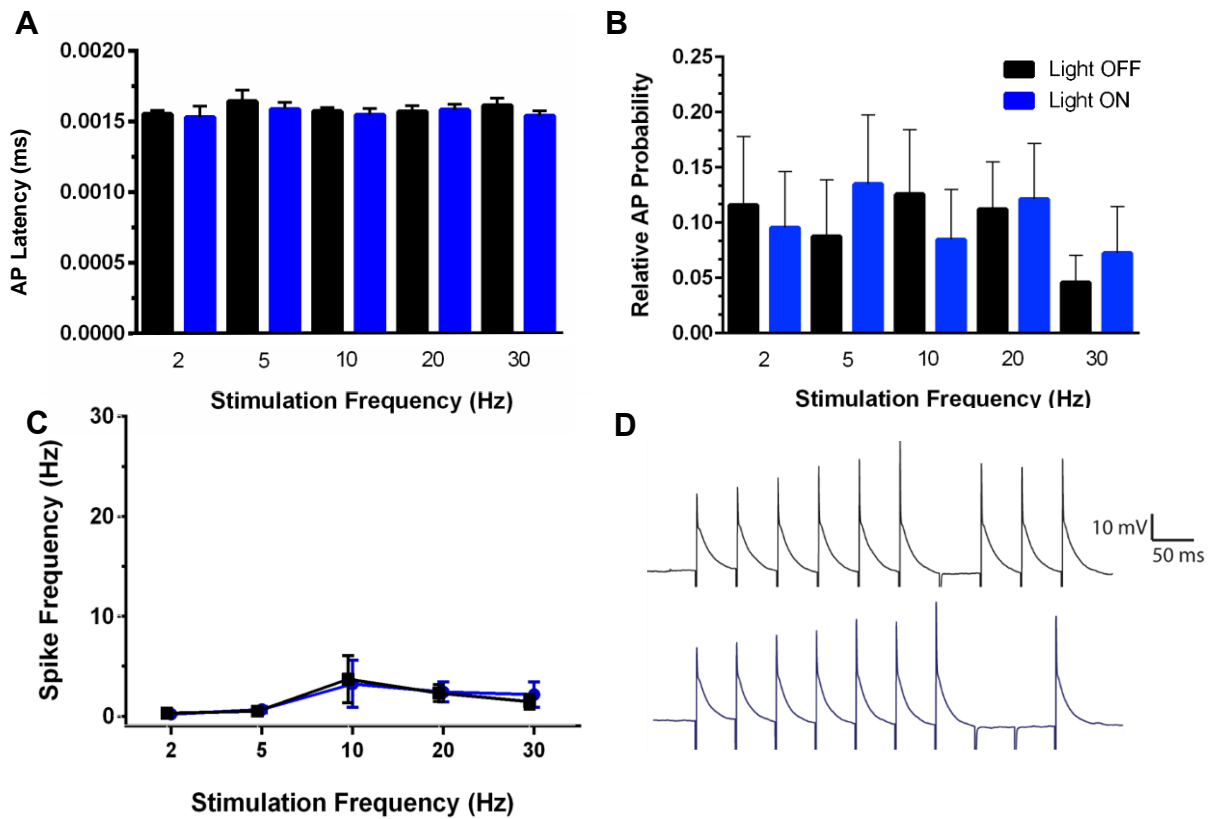 A
0.0020
0.0015
0.0010
0.0005
0.0000
AP Latency (ms)
2 5 10 20 30
Stimulation Frequency (Hz)
B
0.25
0.20
0.15
0.10
0.05
0.00
Relative AP Probability
Light OFF
Light ON
2 5 10 20 30
Stimulation Frequency (Hz)
C
30
20
10
0
Spike Frequency (Hz)
2 5 10 20 30
Stimulation Frequency (Hz)
D
10 mV
50 ms